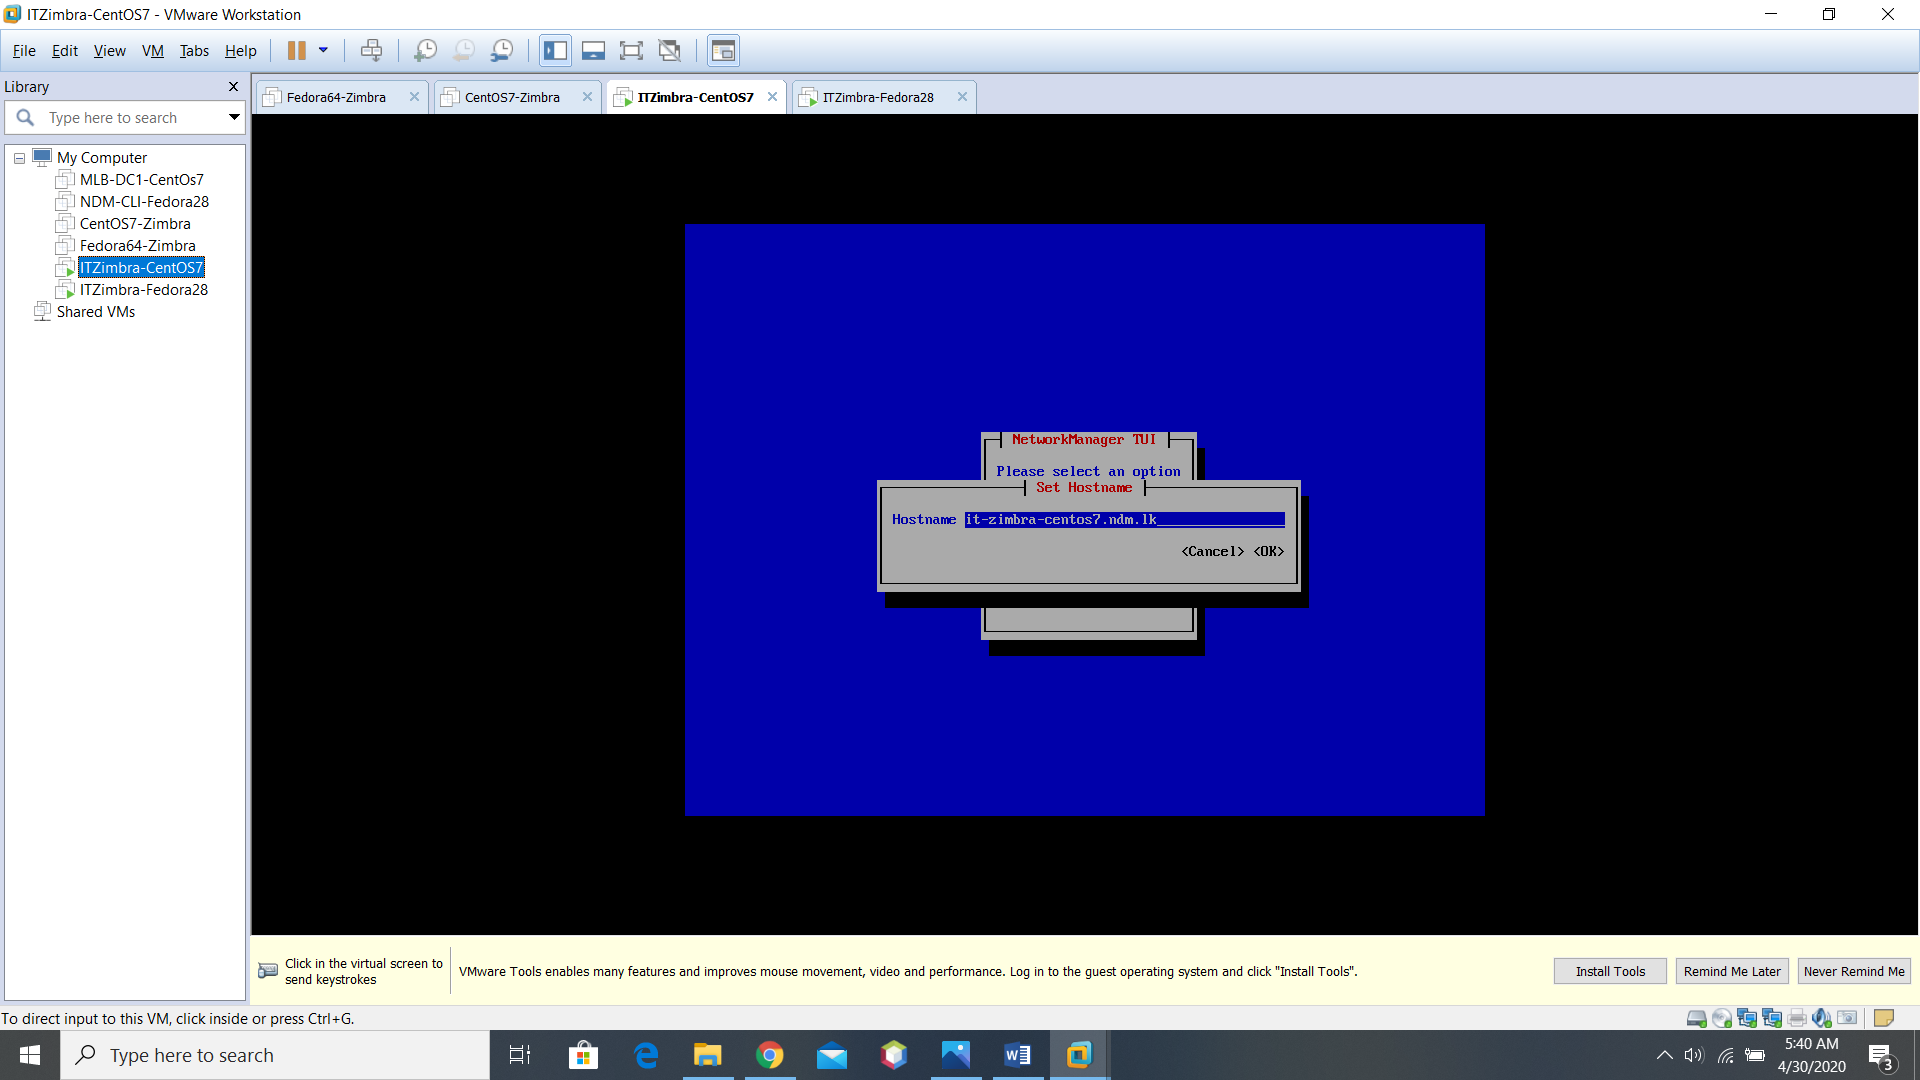 ITZimbra-CentOS7 - VMware Workstation
File Edit View VM Tabs Help
Library
Type here to search
My Computer
MLB-DC1-CentOs7
NDM-CLI-Fedora28
CentOS7-Zimbra
Fedora64-Zimbra
ITZimbra-CentOS7
ITZimbra-Fedora28
Shared VMs
Fedora64-Zimbra CentOS7-Zimbra ITZimbra-CentOS7 ITZimbra-Fedora28
NetworkManager TUI
Please select an option
Set Hostname
Hostname it-zimbra-centos7.ndm.lk
<Cancel> <OK>
Click in the virtual screen to
send keystrokes
VMware Tools enables many features and improves mouse movement, video and performance. Log in to the guest operating system and click "Install Tools".
Install Tools Remind Me Later Never Remind Me
To direct input to this VM, click inside or press Ctrl+G.
Type here to search
5:40 AM
4/30/2020
3